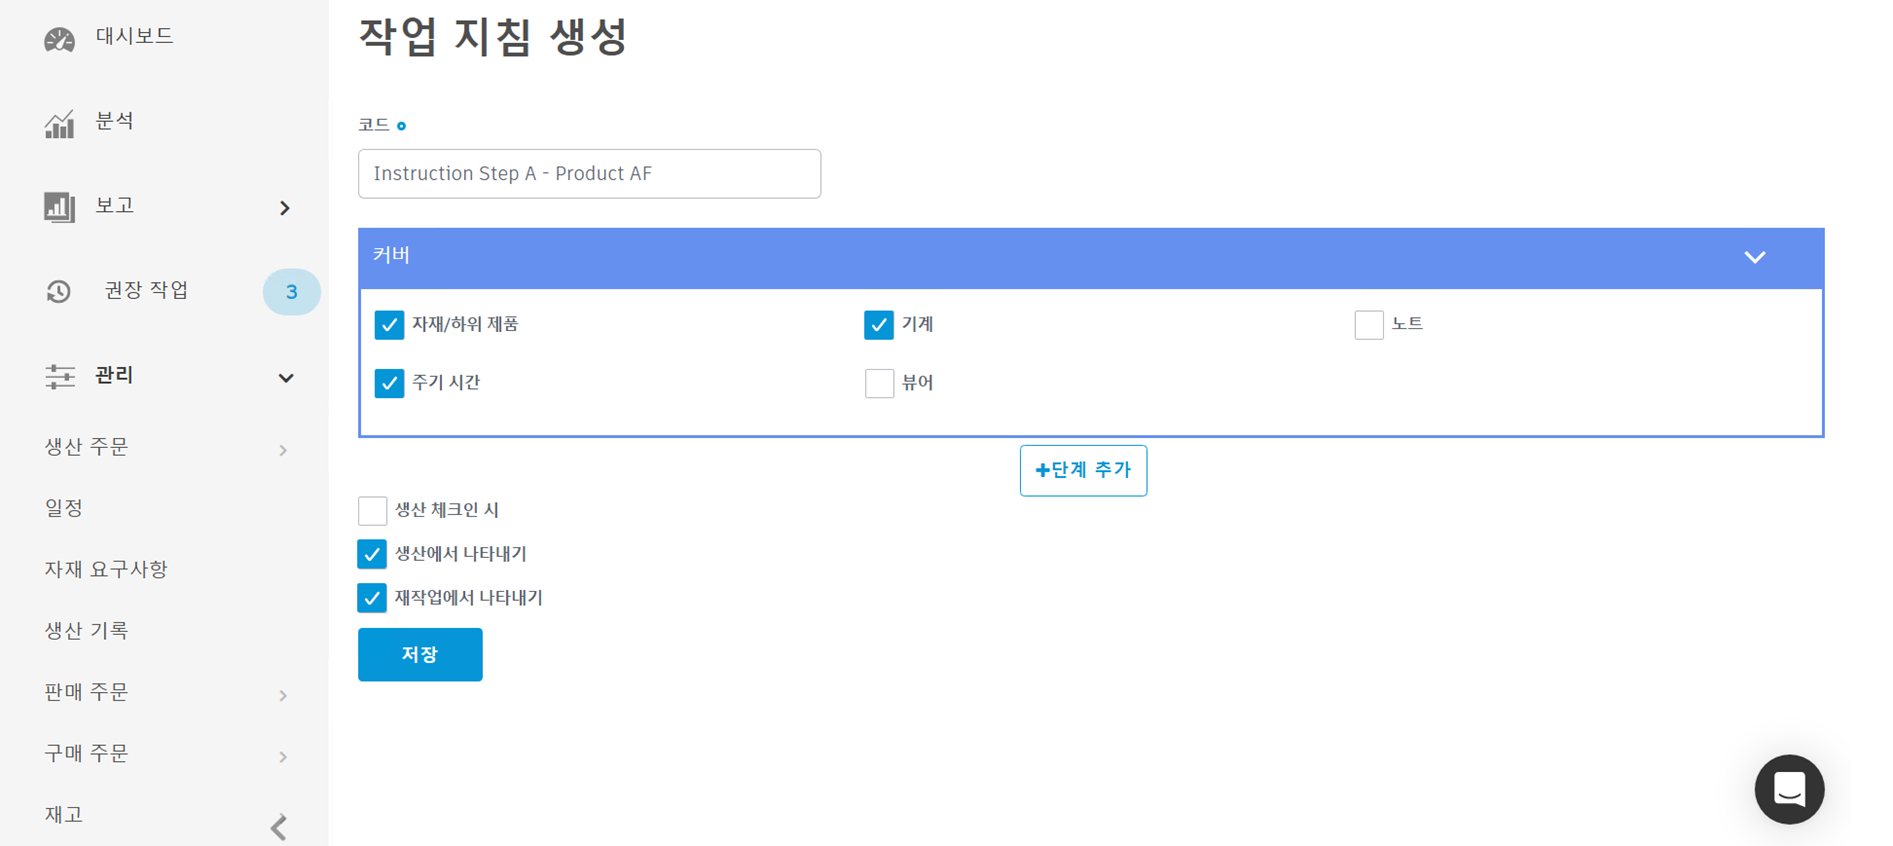 대시보드
분석
보고
권장 작업
3
관리
생산 주문
일정
자재 요구사항
생산 기록
판매 주문
구매 주문
재고
작업 지침 생성
코드
Instruction Step A - Product AF
커버
자재/하위 제품
기계
노트
주기 시간
뷰어
+단계 추가
생산 체크인 시
생산에서 나타내기
재작업에서 나타내기
저장